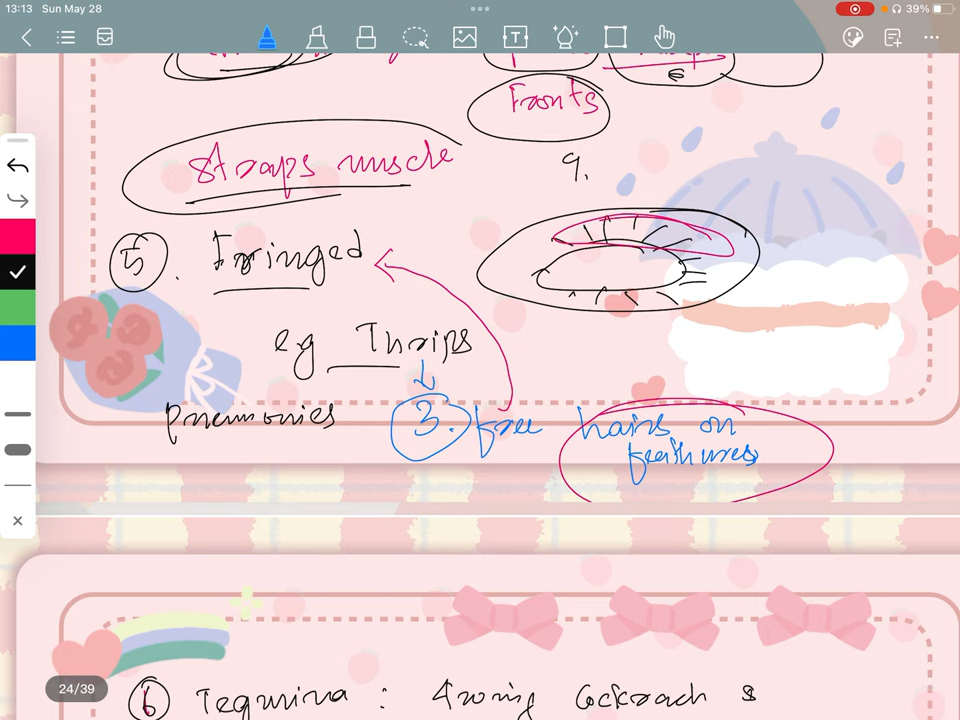 13:13 Sun May 28
39%
Fronts
straps muscle
9.
5. Fringed
eg Thrips
pnemonics 3. free hairs on
feathures
24/39
6 Tegmina : 4 wing Cockroach &